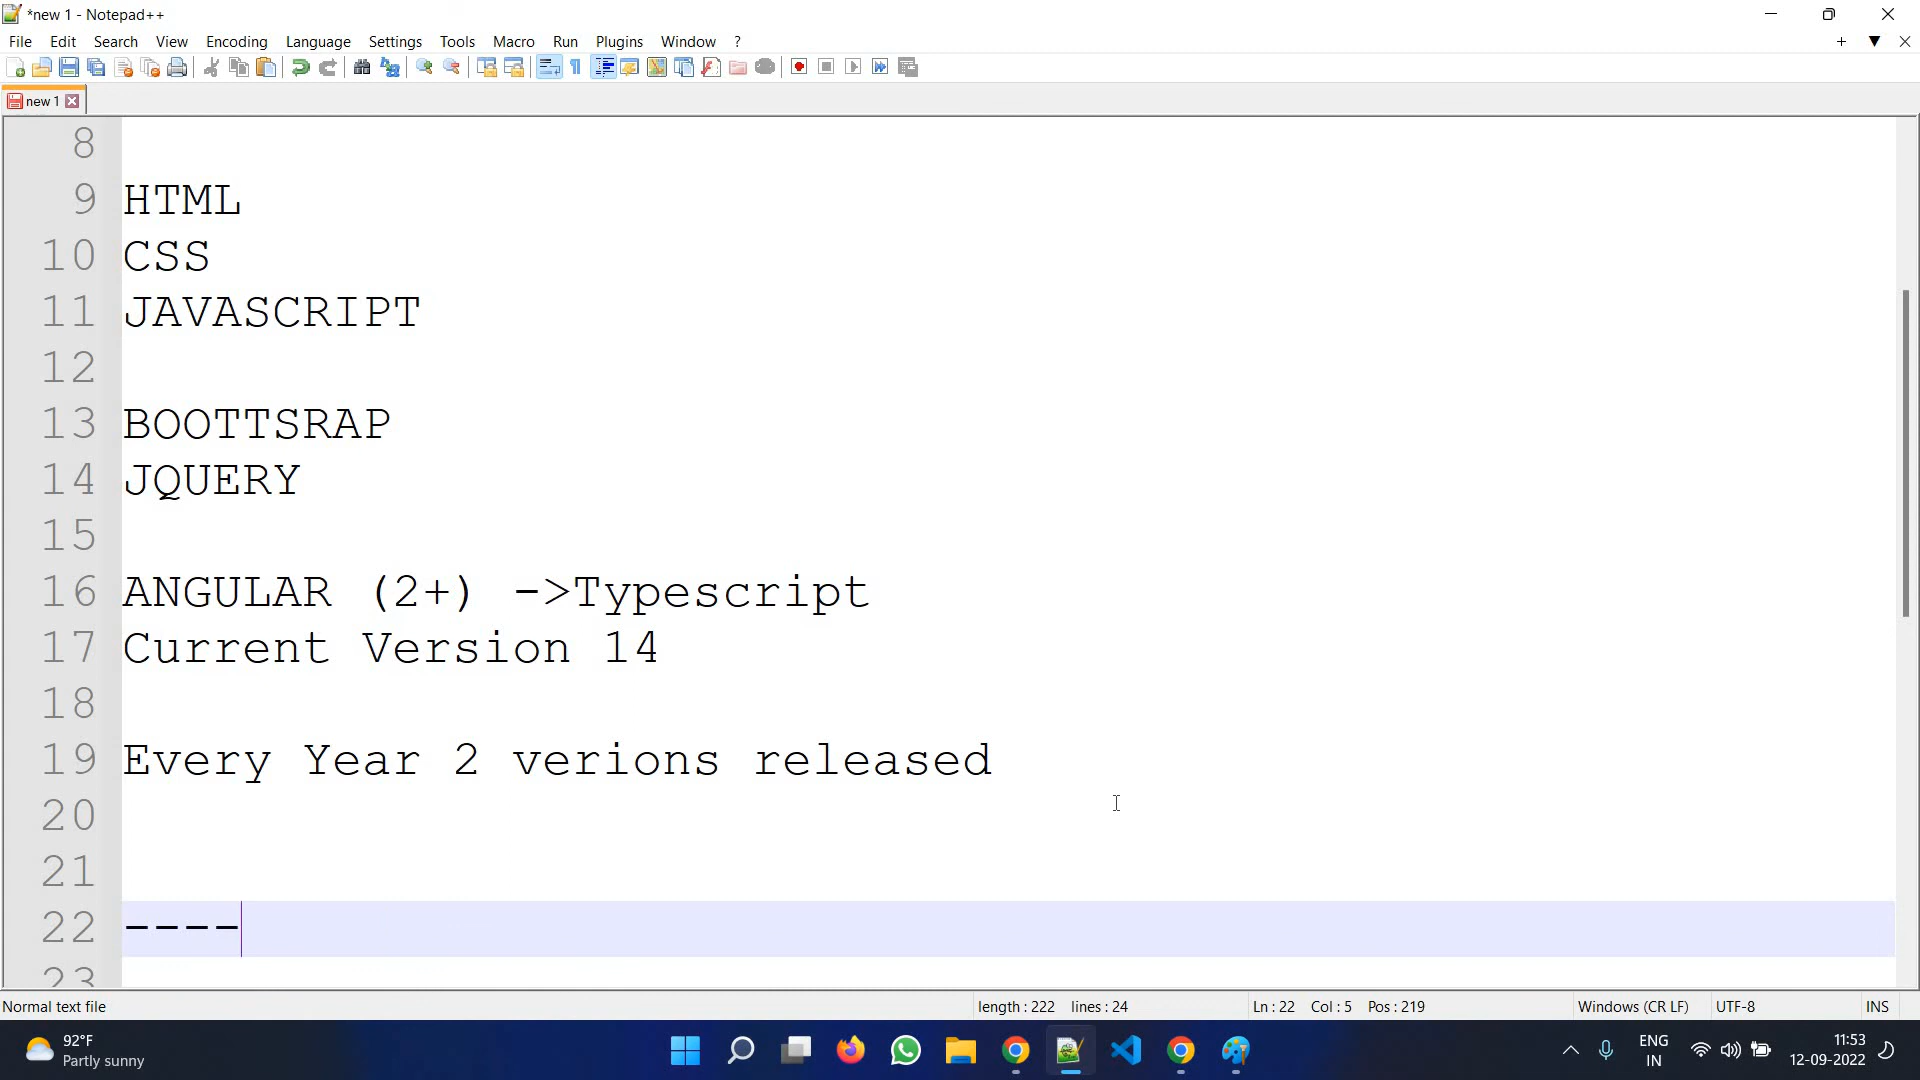 *new 1 - Notepad++
File Edit Search View Encoding Language Settings Tools Macro Run Plugins Window ?
new 1
8
9 HTML
10 CSS
11 JAVASCRIPT
12
13 BOOTTSRAP
14 JQUERY
15
16 ANGULAR (2+) ->Typescript
17 Current Version 14
18
19 Every Year 2 verions released
20
21
22 ----
23
Normal text file length : 222 lines : 24 Ln : 22 Col : 5 Pos : 219 Windows (CR LF) UTF-8 INS
92°F
Partly sunny
ENG
IN
11:53
12-09-2022